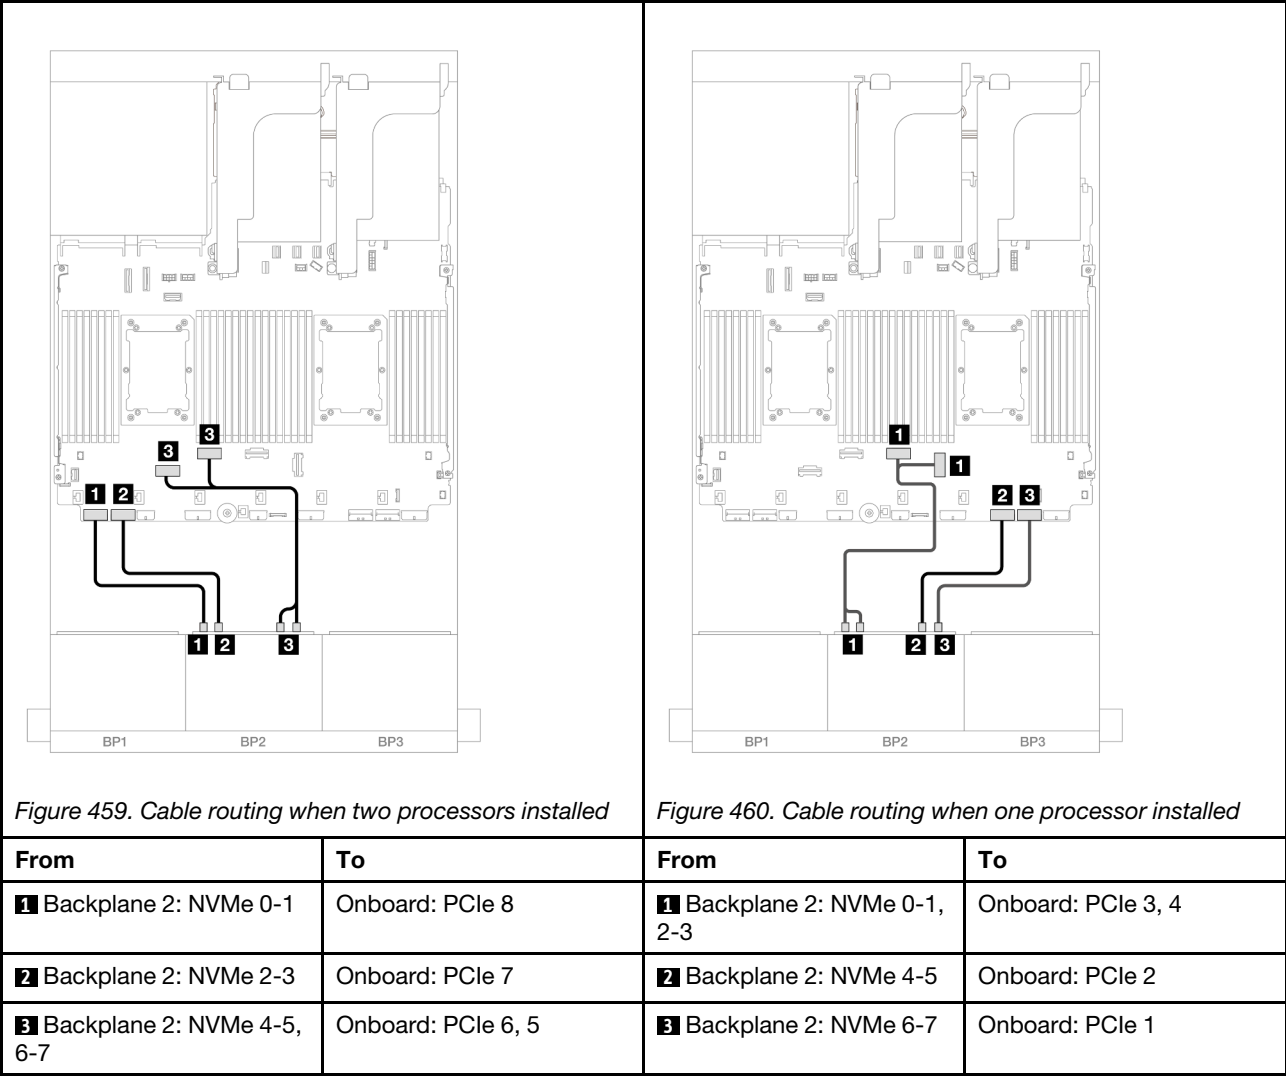 3
3
1 2
1 2 3
BP1 BP2 BP3
Figure 459. Cable routing when two processors installed
1
1
2 3
1 2 3
BP1 BP2 BP3
Figure 460. Cable routing when one processor installed
From To From To
1 Backplane 2: NVMe 0-1 Onboard: PCIe 8 1 Backplane 2: NVMe 0-1, Onboard: PCIe 3, 4
2-3
2 Backplane 2: NVMe 2-3 Onboard: PCIe 7 2 Backplane 2: NVMe 4-5 Onboard: PCIe 2
3 Backplane 2: NVMe 4-5, Onboard: PCIe 6, 5 3 Backplane 2: NVMe 6-7 Onboard: PCIe 1
6-7